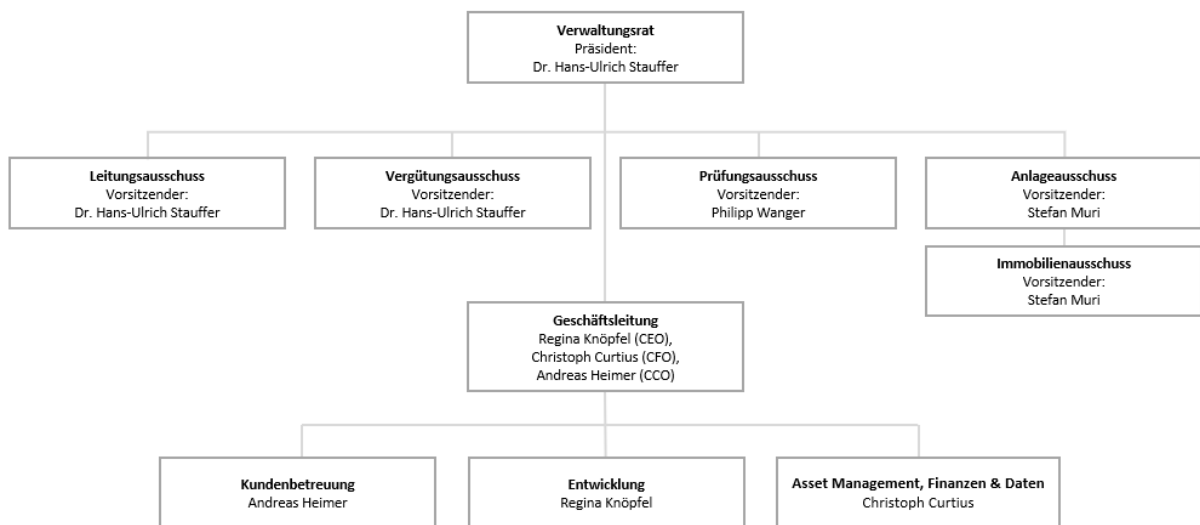 Verwaltungsrat
Präsident:
Dr. Hans-Ulrich Stauffer
Leitungsausschuss
Vorsitzender:
Dr. Hans-Ulrich Stauffer
Vergütungsausschuss
Vorsitzender:
Dr. Hans-Ulrich Stauffer
Prüfungsausschuss
Vorsitzender:
Philipp Wanger
Anlageausschuss
Vorsitzender:
Stefan Muri
Immobilienausschuss
Vorsitzender:
Stefan Muri
Geschäftsleitung
Regina Knöpfel (CEO),
Christoph Curtius (CFO),
Andreas Heimer (CCO)
Kundenbetreuung
Andreas Heimer
Entwicklung
Regina Knöpfel
Asset Management, Finanzen & Daten
Christoph Curtius